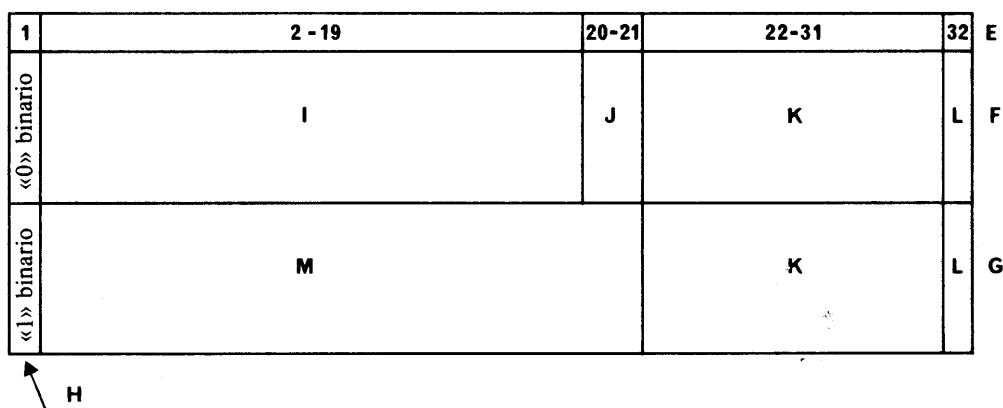 1 2 -19 20-21 22-31 32 E
«0» binario I J K L F
«1» binario M K L G
H